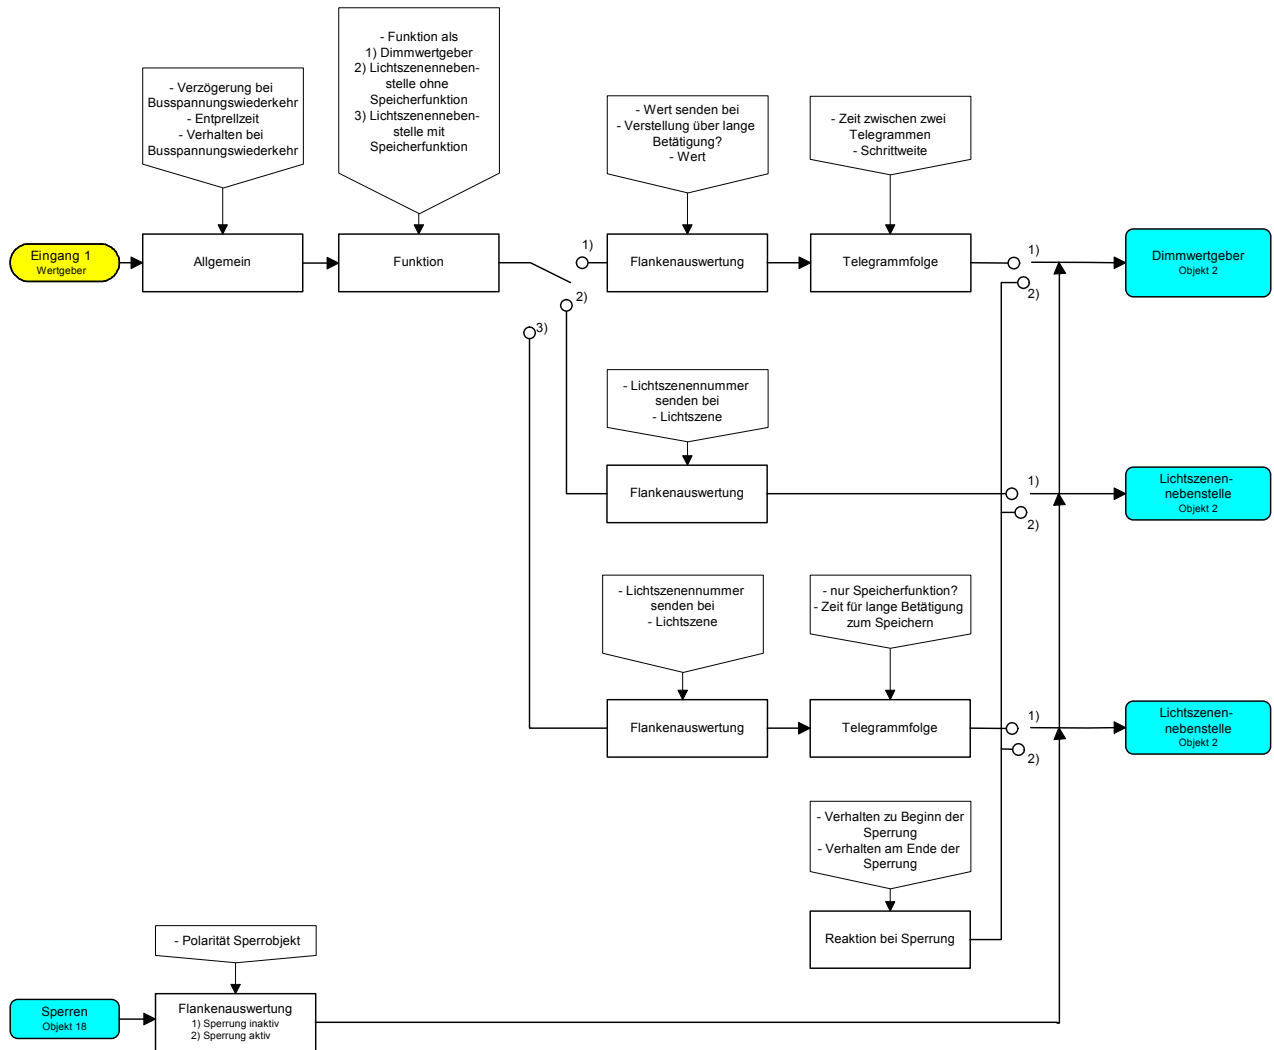 - Funktion als
1) Dimmwertgeber
2) Lichtszenenneben-
stelle ohne
Speicherfunktion
3) Lichtszenenneben-
stelle mit
Speicherfunktion
- Verzögerung bei
Busspannungswiederkehr
- Entprellzeit
- Verhalten bei
Busspannungswiederkehr
- Wert senden bei
- Verstellung über lange
Betätigung?
- Wert
- Zeit zwischen zwei
Telegrammen
- Schrittweite
Eingang 1
Wertgeber
Allgemein
Funktion
1)
2)
3)
Flankenauswertung
Telegrammfolge
1)
2)
Dimmwertgeber
Objekt 2
- Lichtszenennummer
senden bei
- Lichtszene
Flankenauswertung
1)
2)
Lichtszenen-
nebenstelle
Objekt 2
- Lichtszenennummer
senden bei
- Lichtszene
- nur Speicherfunktion?
- Zeit für lange Betätigung
zum Speichern
Flankenauswertung
Telegrammfolge
1)
2)
Lichtszenen-
nebenstelle
Objekt 2
- Verhalten zu Beginn der
Sperrung
- Verhalten am Ende der
Sperrung
Reaktion bei Sperrung
- Polarität Sperrobjekt
Sperren
Objekt 18
Flankenauswertung
1) Sperrung inaktiv
2) Sperrung aktiv